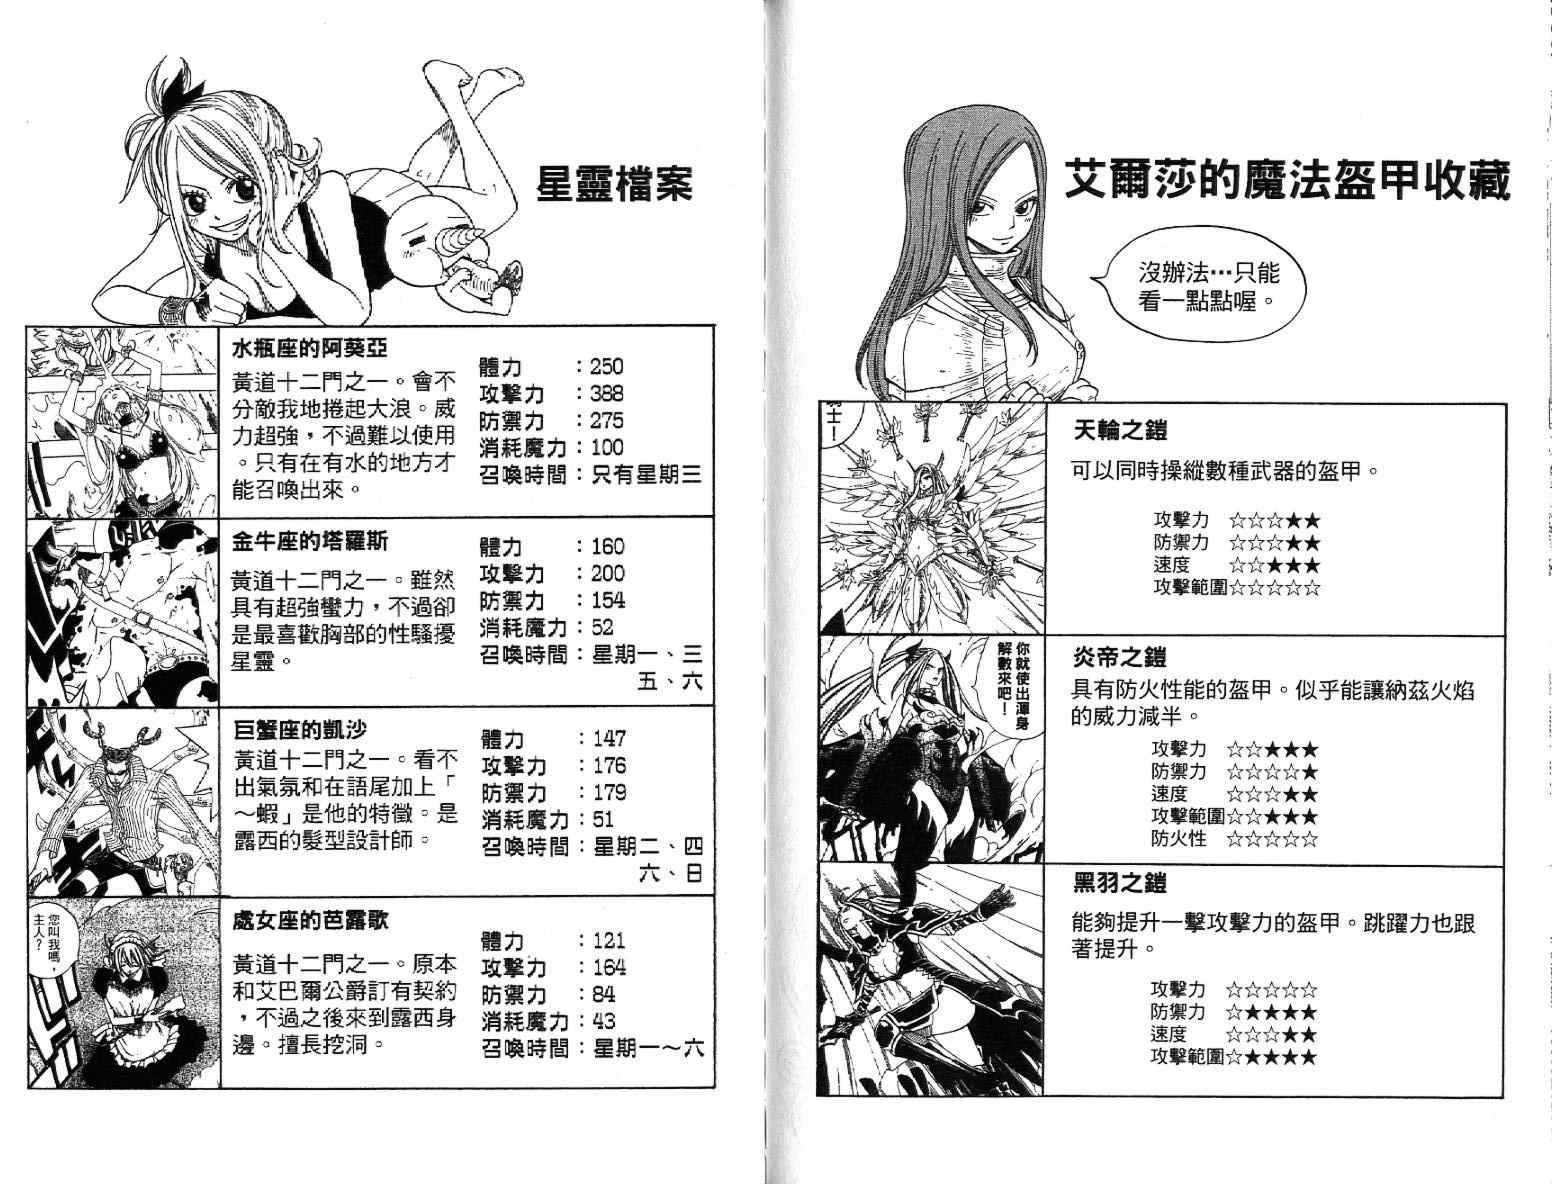 艾爾莎的魔法盔甲收藏
沒辦法…只能
看一點點喔。
士！
天輪之鎧
可以同時操縱數種武器的盔甲。
攻擊力 ☆☆☆★★
防禦力 ☆☆☆★★
速度 ☆☆★★★
攻擊範圍☆☆☆☆☆
你就使出渾身
解數來吧！
炎帝之鎧
具有防火性能的盔甲。似乎能讓納茲火焰
的威力減半。
攻擊力 ☆☆★★★
防禦力 ☆☆☆☆★
速度 ☆☆☆★★
攻擊範圍☆☆★★★
防火性 ☆☆☆☆☆
黑羽之鎧
能夠提升一擊攻擊力的盔甲。跳躍力也跟
著提升。
攻擊力 ☆☆☆☆☆
防禦力 ☆★★★★
速度 ☆☆☆★★
攻擊範圍☆★★★★
星靈檔案
水瓶座的阿葵亞
黃道十二門之一。會不
分敵我地捲起大浪。威
力超強，不過難以使用
。只有在有水的地方才
能召喚出來。
體力 ：250
攻擊力 ：388
防禦力 ：275
消耗魔力：100
召喚時間：只有星期三
金牛座的塔羅斯
黃道十二門之一。雖然
具有超強蠻力，不過卻
是最喜歡胸部的性騷擾
星靈。
體力 ：160
攻擊力 ：200
防禦力 ：154
消耗魔力：52
召喚時間：星期一、三
五、六
巨蟹座的凱沙
黃道十二門之一。看不
出氣氛和在語尾加上「
～蝦」是他的特徵。是
露西的髮型設計師。
體力 ：147
攻擊力 ：176
防禦力 ：179
消耗魔力：51
召喚時間：星期二、四
六、日
您叫我嗎，
主人？
處女座的芭露歌
黃道十二門之一。原本
和艾巴爾公爵訂有契約
，不過之後來到露西身
邊。擅長挖洞。
體力 ：121
攻擊力 ：164
防禦力 ：84
消耗魔力：43
召喚時間：星期一～六